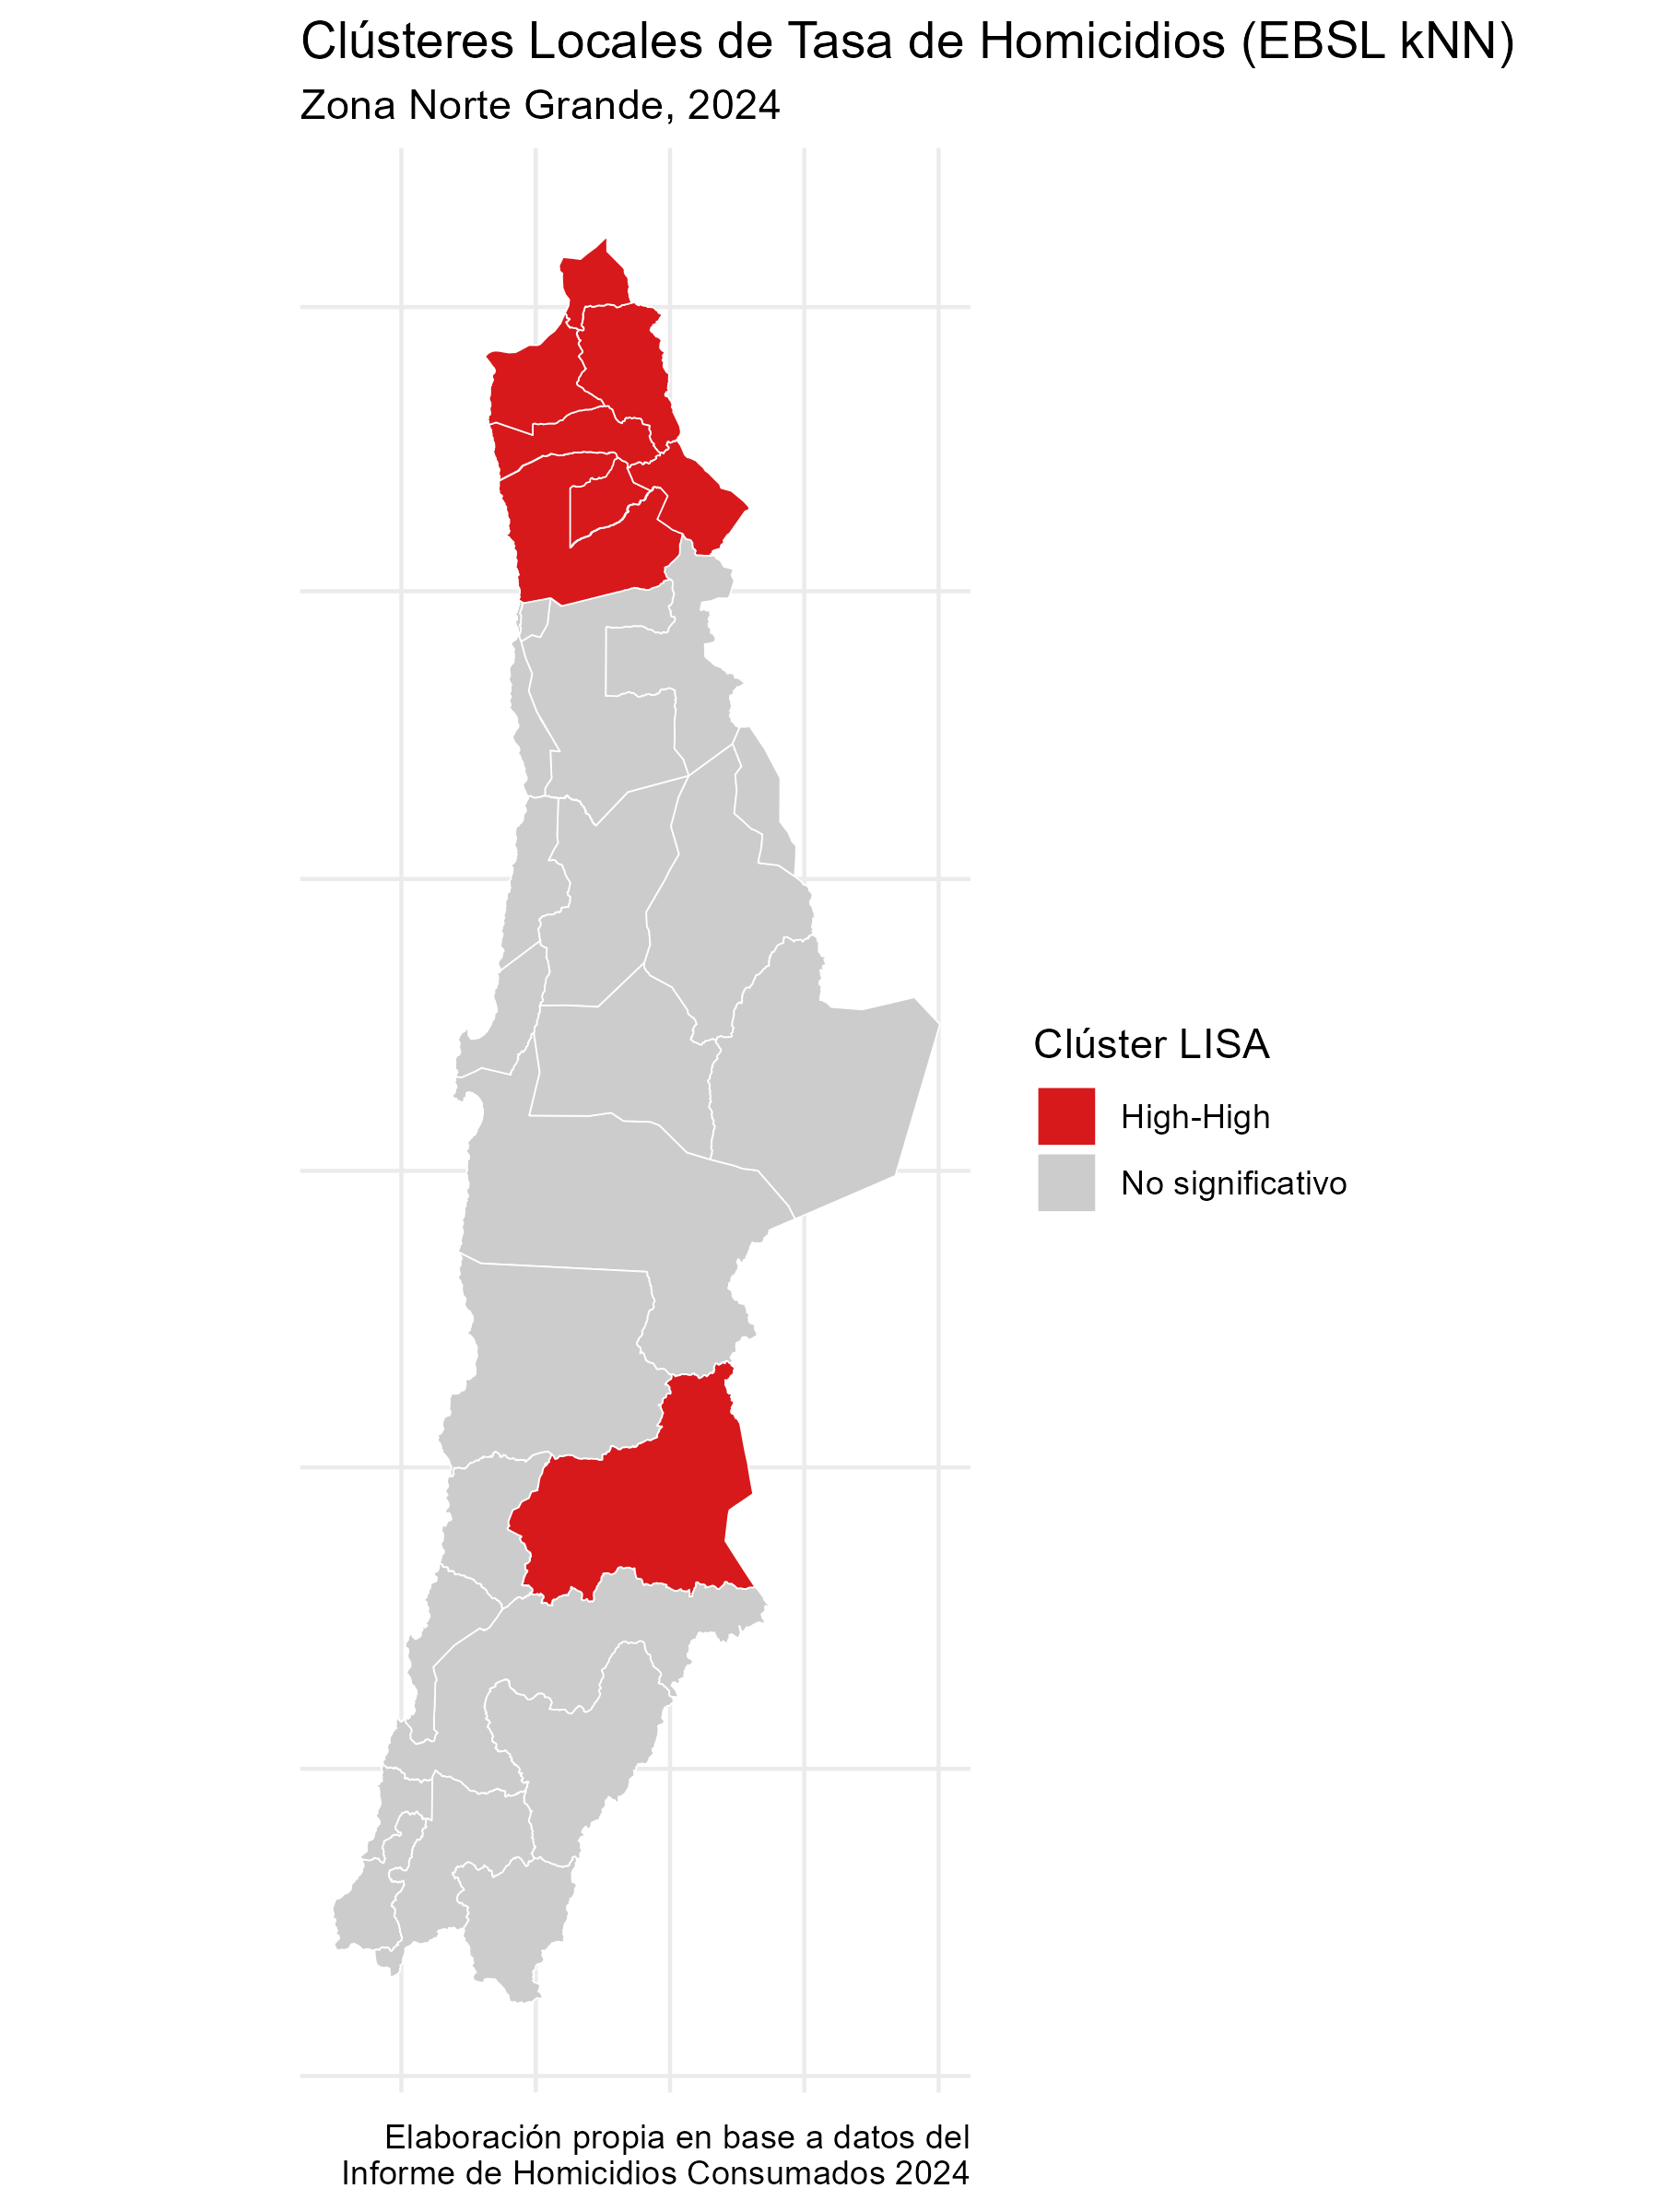 Clústeres Locales de Tasa de Homicidios (EBSL kNN)
Zona Norte Grande, 2024
Clúster LISA
High-High
No significativo
Elaboración propia en base a datos del
Informe de Homicidios Consumados 2024